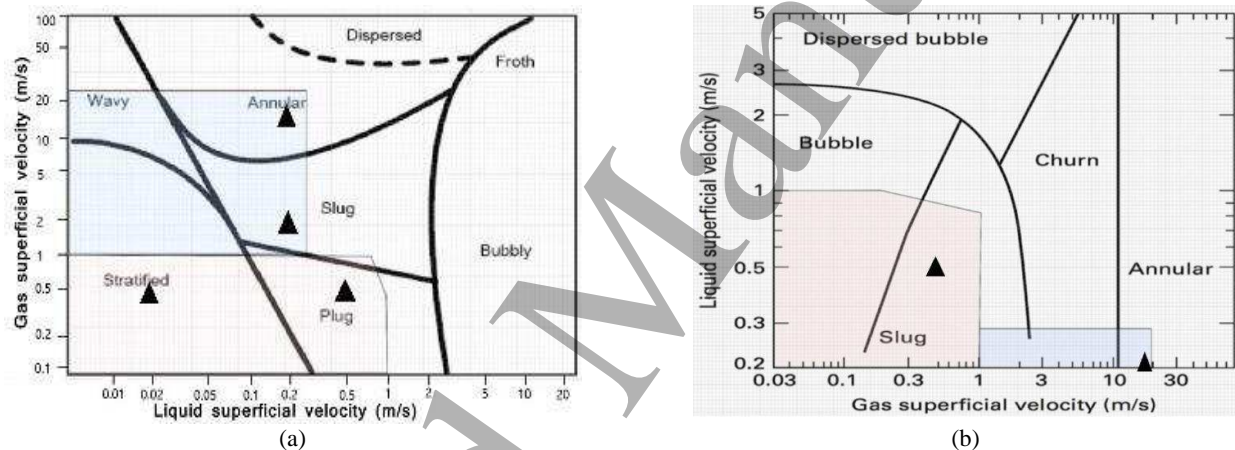 100
50
20
10
5
2
1
0.5
0.2
0.1
Gas superficial velocity (m/s)
Dispersed
Froth
Wavy
Annular
Slug
Bubbly
Stratified
Plug
0.01 0.02 0.05 0.1 0.2 0.5 1 2 5 10 20
Liquid superficial velocity (m/s)
(a)
5
3
2
1
0.5
0.3
0.2
Liquid superficial velocity (m/s)
Dispersed bubble
Bubble
Churn
Annular
Slug
0.03 0.1 0.3 1 3 10 30
Gas superficial velocity (m/s)
(b)